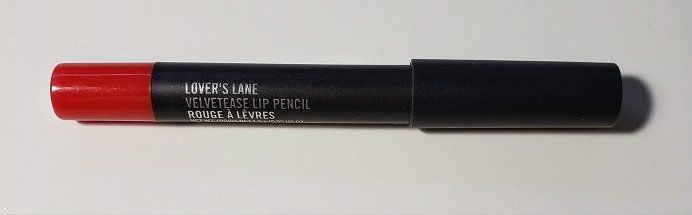 LOVER'S LANE
VELVETEASE LIP PENCIL
ROUGE À LÈVRES